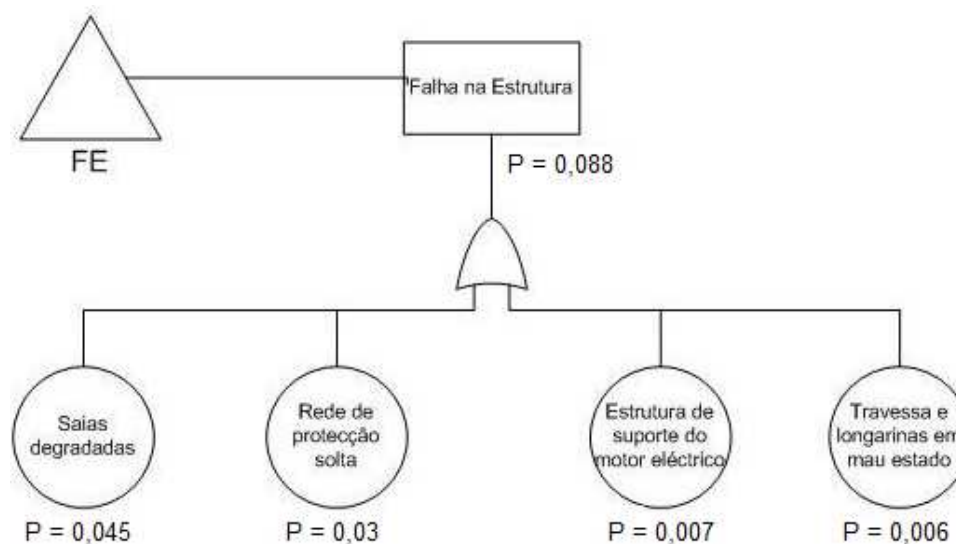 Falha na Estrutura
FE
P = 0,088
Saias
degradadas
Rede de
protecção
solta
Estrutura de
suporte do
motor eléctrico
Travessa e
longarinas em
mau estado
P = 0,045
P = 0,03
P = 0,007
P = 0,006